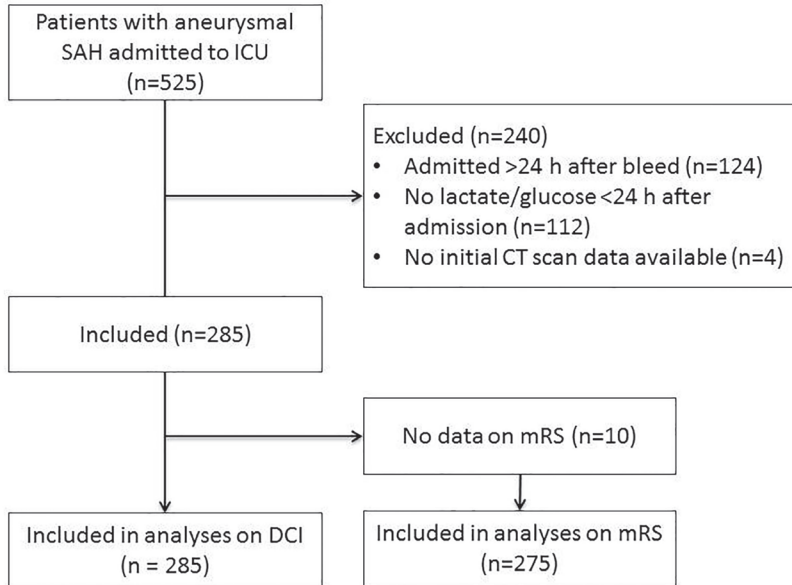 Patients with aneurysmal
SAH admitted to ICU
(n=525)
Excluded (n=240)
• Admitted >24 h after bleed (n=124)
• No lactate/glucose <24 h after
admission (n=112)
• No initial CT scan data available (n=4)
Included (n=285)
No data on mRS (n=10)
Included in analyses on DCI
(n = 285)
Included in analyses on mRS
(n=275)